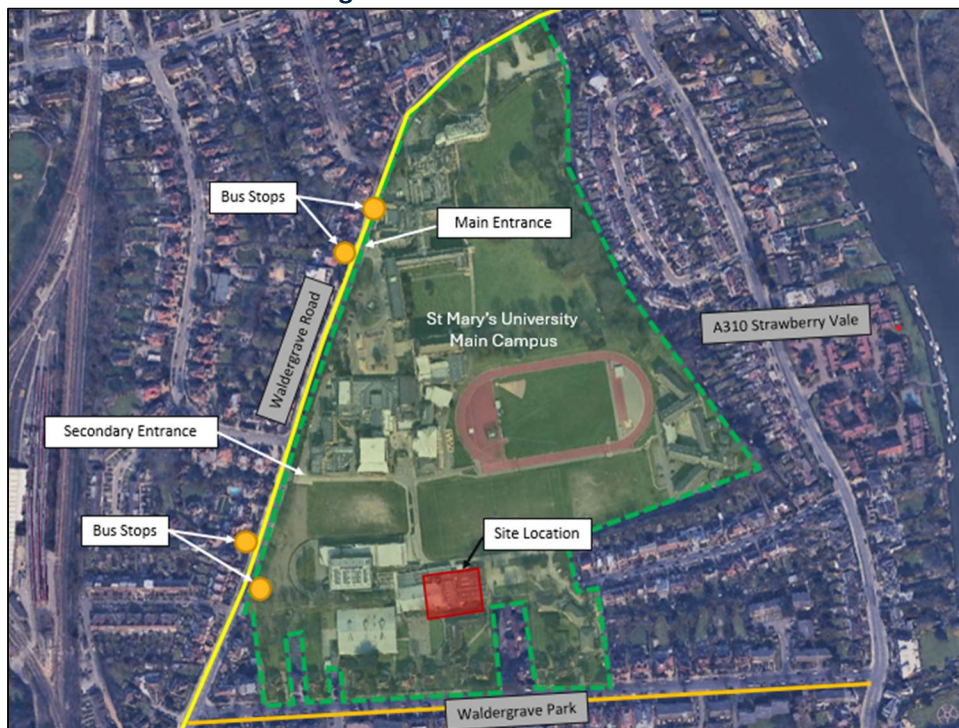 Bus Stops
Main Entrance
Waldergrave Road
St Mary's University
Main Campus
A310 Strawberry Vale
Secondary Entrance
Bus Stops
Site Location
Waldergrave Park